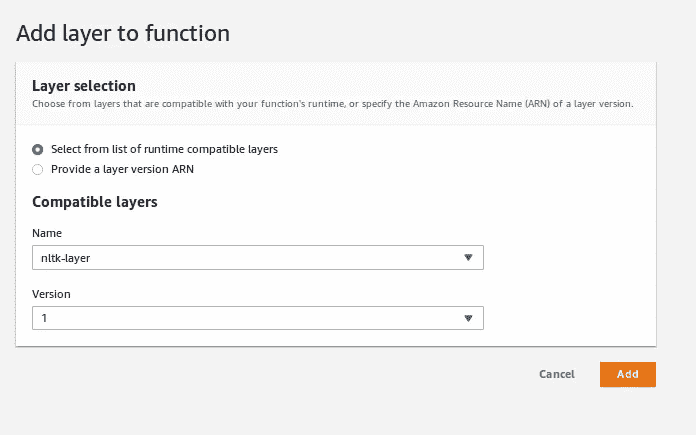 Add layer to function
Layer selection
Choose from layers that are compatible with your function's runtime, or specify the Amazon Resource Name (ARN) of a layer version.
Select from list of runtime compatible layers
Provide a layer version ARN
Compatible layers
Name
nltk-layer
Version
1
Cancel Add